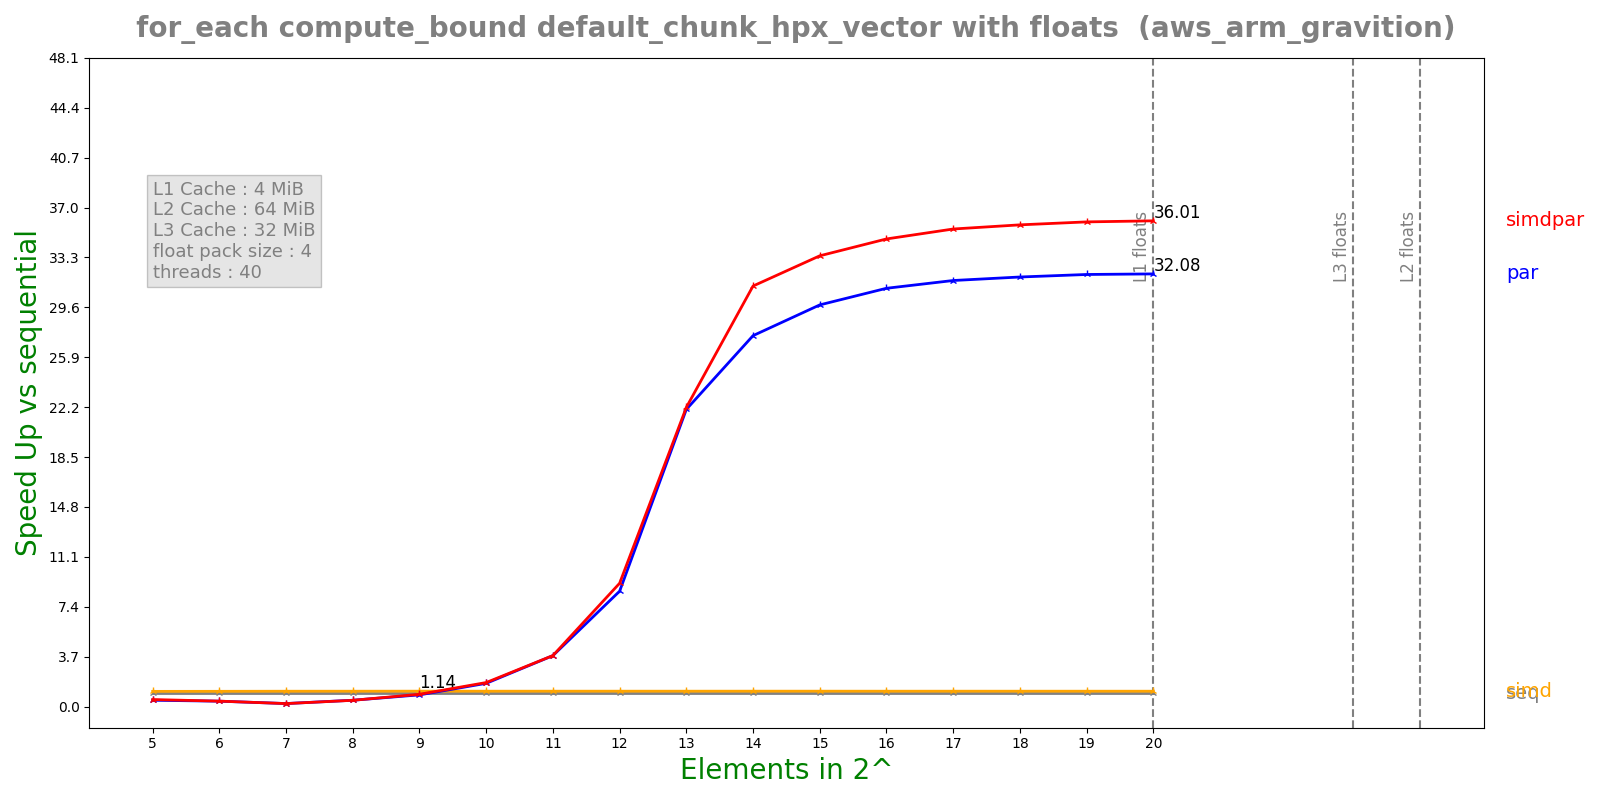 for_each compute_bound default_chunk_hpx_vector with floats  (aws_arm_gravition)
Speed Up vs sequential
48.1
44.4
40.7
37.0
33.3
29.6
25.9
22.2
18.5
14.8
11.1
7.4
3.7
0.0
L1 Cache : 4 MiB
L2 Cache : 64 MiB
L3 Cache : 32 MiB
float pack size : 4
threads : 40
1.14
36.01
32.08
L1 floats
L3 floats
L2 floats
simdpar
par
simd
seq
5 6 7 8 9 10 11 12 13 14 15 16 17 18 19 20
Elements in 2^